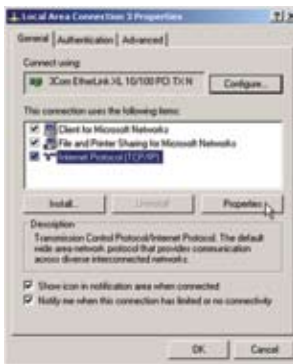 Local Area Connection 3 Properties
General Authentication Advanced
Connect using:
3Com EtherLink XL 10/100 PCI TX N
Configure...
This connection uses the following items:
Client for Microsoft Networks
File and Printer Sharing for Microsoft Networks
Internet Protocol (TCP/IP)
Install... Uninstall Properties
Description
Transmission Control Protocol/Internet Protocol. The default
wide area network protocol that provides communication
across diverse interconnected networks.
Show icon in notification area when connected
Notify me when this connection has limited or no connectivity
OK Cancel